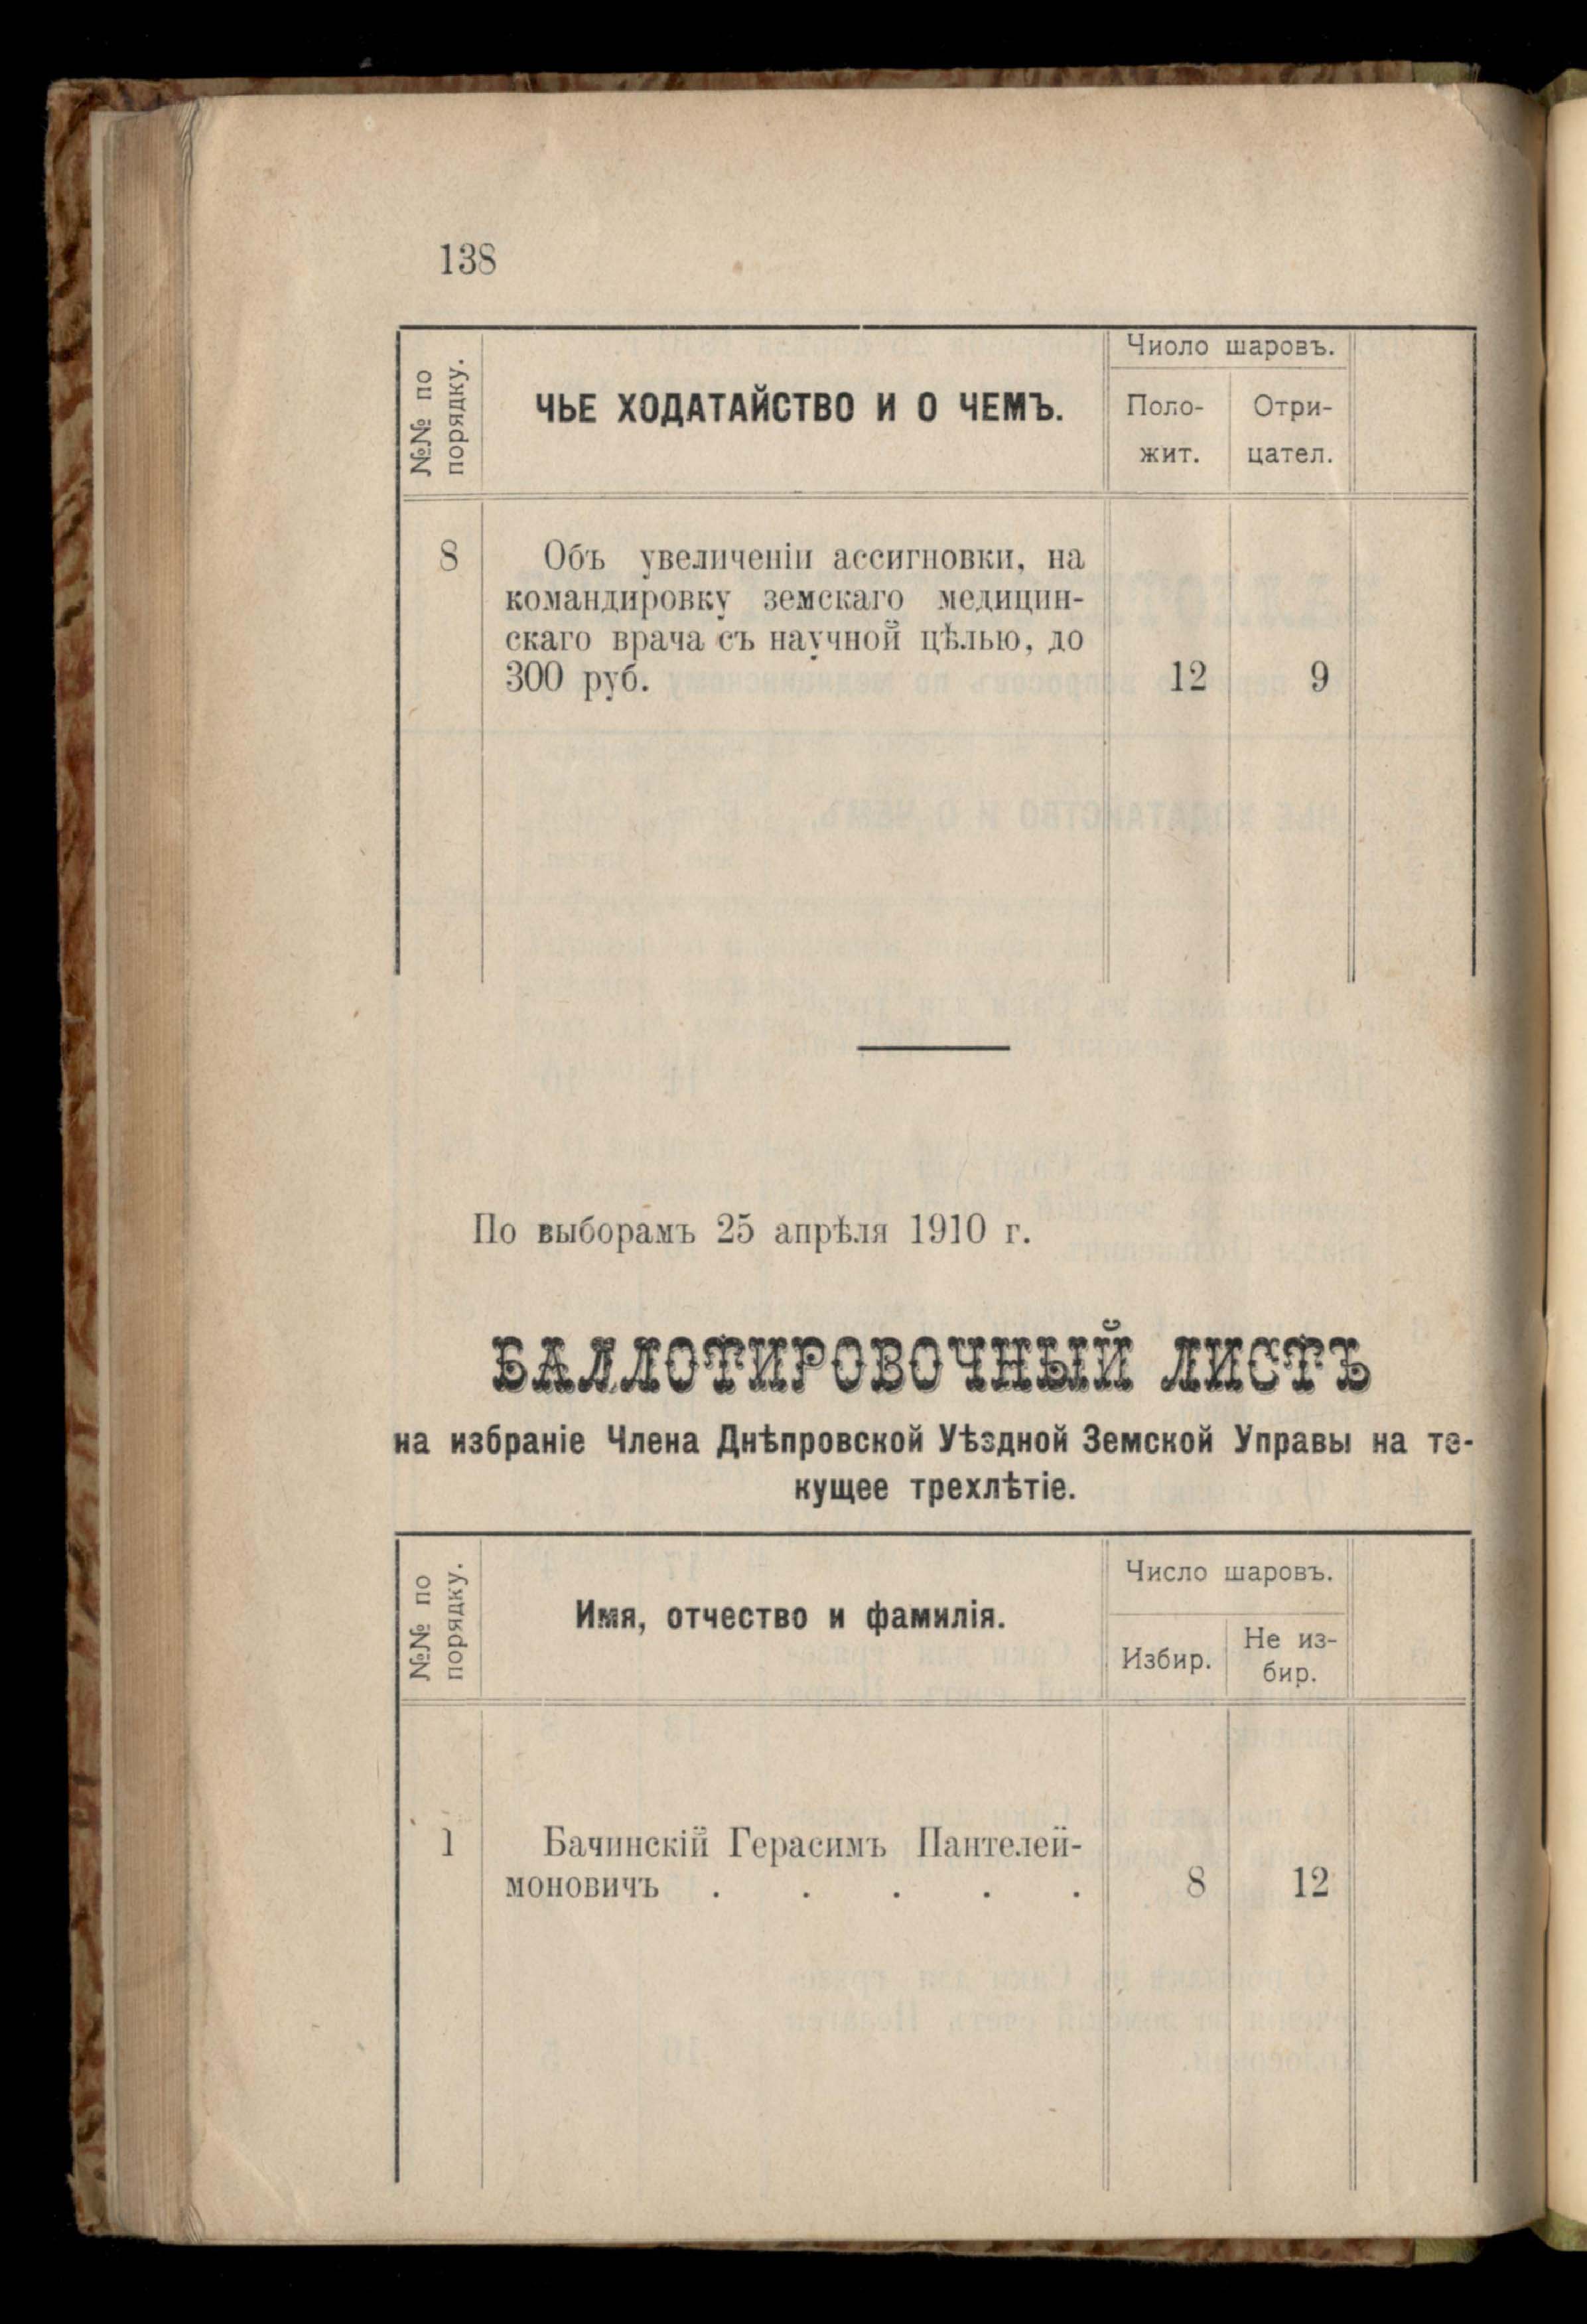 138
№№ по
порядку.
ЧЬЕ ХОДАТАЙСТВО И О ЧЕМЪ.
Чиоло шаровъ.
Поло-
жит.
Отри-
цател.
8
Объ увеличеніи ассигновки, на
командировку земскаго медицин-
скаго врача съ научной цѣлью, до
300 руб. 12 9
По выборамъ 25 апрѣля 1910 г.
БАЛЛОТИРОВОЧНЫЙ ЛИСТЪ
на избраніе Члена Днѣпровской Уѣздной Земской Управы на те-
кущее трехлѣтіе.
№№ по
порядку.
Имя, отчество и фамилія.
Число шаровъ.
Избир.
Не из-
бир.
1
Бачинскій Герасимъ Пантелей-
моновичъ . . . . . 8 12